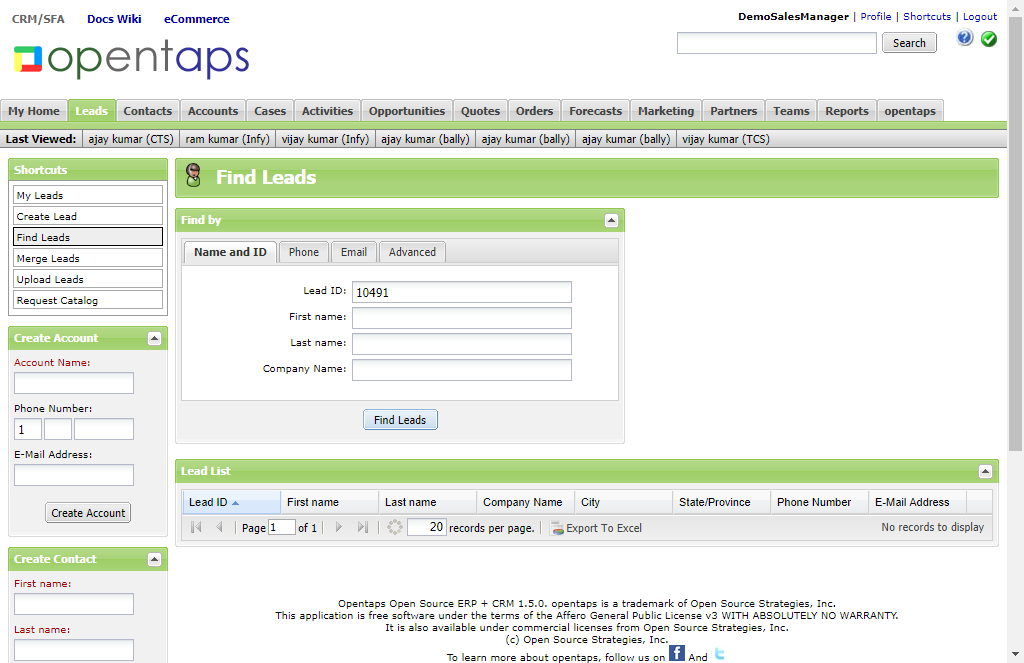 CRM/SFA Docs Wiki eCommerce
DemoSalesManager | Profile | Shortcuts | Logout
opentaps
Search
My Home Leads Contacts Accounts Cases Activities Opportunities Quotes Orders Forecasts Marketing Partners Teams Reports opentaps
Last Viewed: ajay kumar (CTS) ram kumar (Infy) vijay kumar (Infy) ajay kumar (bally) ajay kumar (bally) ajay kumar (bally) vijay kumar (TCS)
Shortcuts
My Leads
Create Lead
Find Leads
Merge Leads
Upload Leads
Request Catalog
Create Account
Account Name:
Phone Number:
1
E-Mail Address:
Create Account
Create Contact
First name:
Last name:
Find Leads
Find by
Name and ID Phone Email Advanced
Lead ID: 10491
First name:
Last name:
Company Name:
Find Leads
Lead List
Lead ID First name Last name Company Name City State/Province Phone Number E-Mail Address
Page 1 of 1 20 records per page. Export To Excel No records to display
Opentaps Open Source ERP + CRM 1.5.0. opentaps is a trademark of Open Source Strategies, Inc.
This application is free software under the terms of the Affero General Public License v3 WITH ABSOLUTELY NO WARRANTY.
It is also available under commercial licenses from Open Source Strategies, Inc.
(c) Open Source Strategies, Inc.
To learn more about opentaps, follow us on f And t